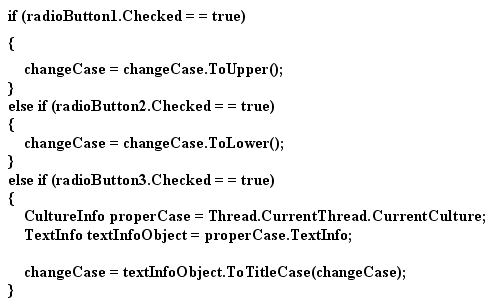 if (radioButton1.Checked = = true)
{
changeCase = changeCase.ToUpper();
}
else if (radioButton2.Checked = = true)
{
changeCase = changeCase.ToLower();
}
else if (radioButton3.Checked = = true)
{
CultureInfo properCase = Thread.CurrentThread.CurrentCulture;
TextInfo textInfoObject = properCase.TextInfo;
changeCase = textInfoObject.ToTitleCase(changeCase);
}